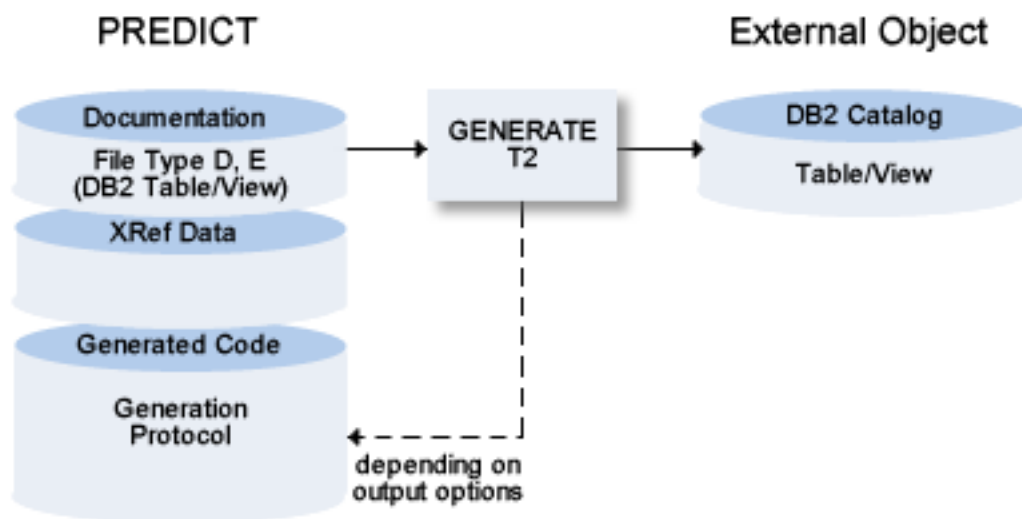 PREDICT
External Object
Documentation
File Type D, E
(DB2 Table/View)
GENERATE
T2
DB2 Catalog
Table/View
XRef Data
Generated Code
Generation
Protocol
depending on
output options